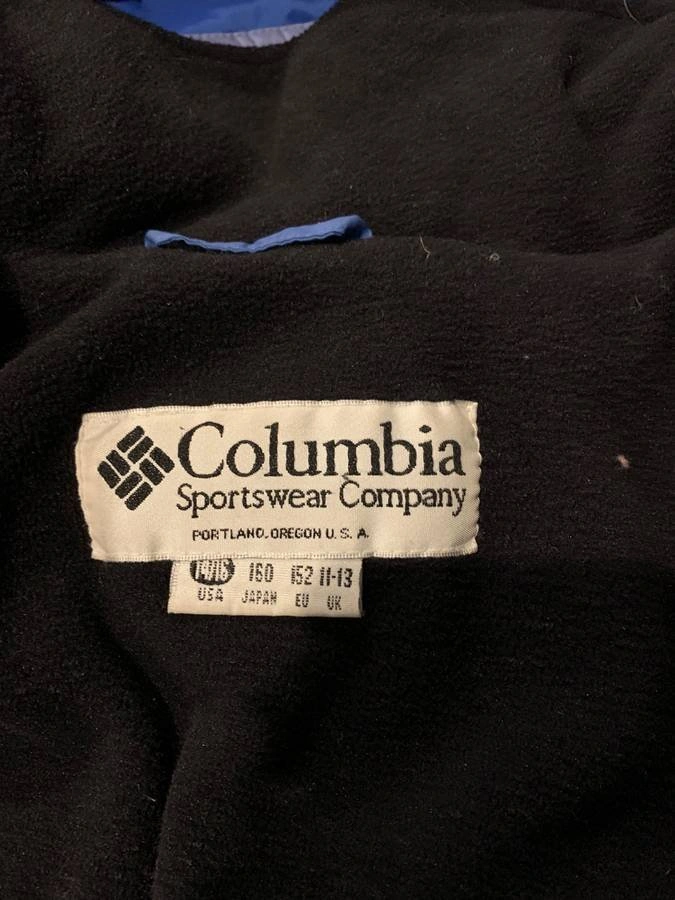 Columbia
Sportswear Company
PORTLAND, OREGON U. S. A.
14/16 160 152 11-13
USA JAPAN EU UK